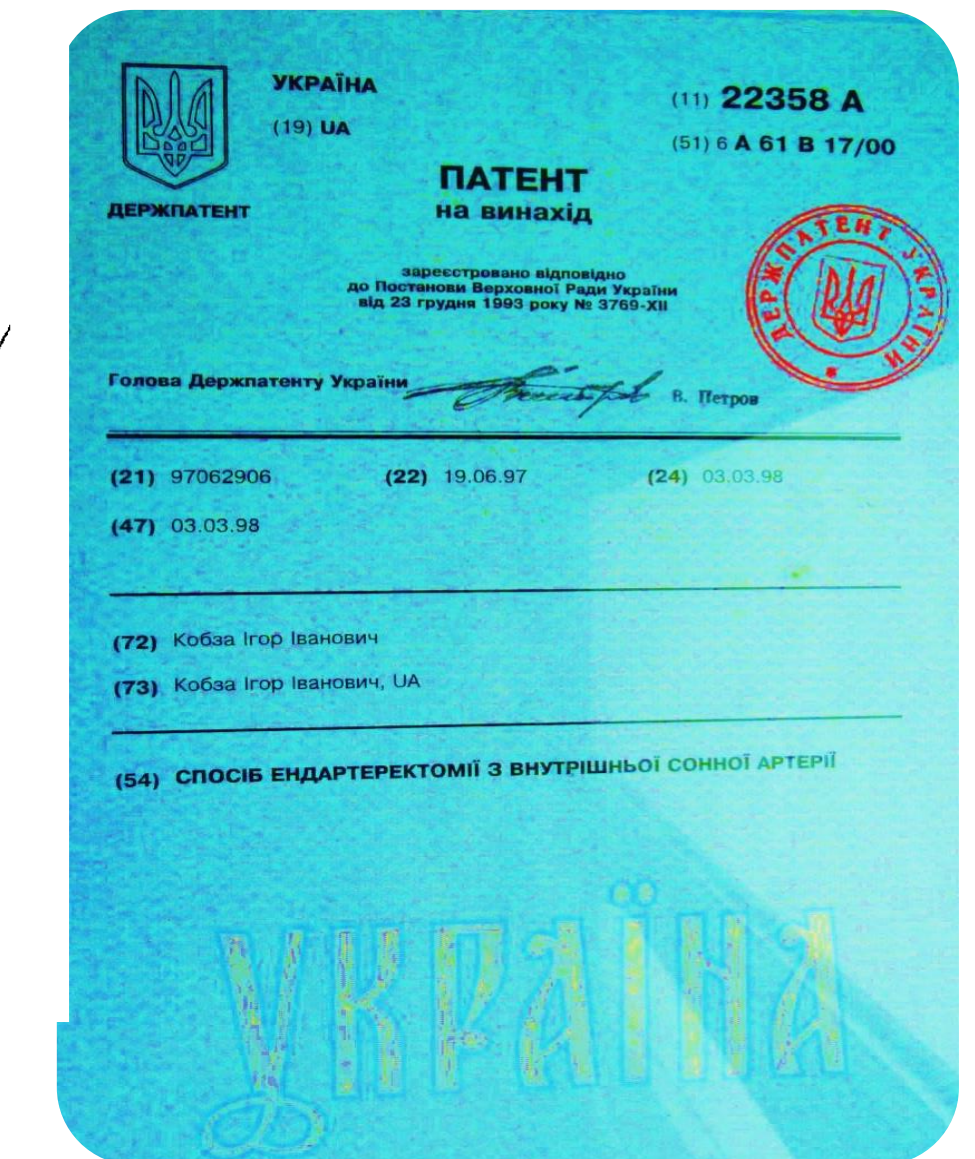 УКРАЇНА
(19) UA
(11) 22358 A
(51) 6 A 61 B 17/00
ДЕРЖПАТЕНТ
ПАТЕНТ
на винахід
зареєстровано відповідно
до Постанови Верховної Ради України
від 23 грудня 1993 року № 3769-XII
ДЕРЖПАТЕНТ УКРАЇНИ
Голова Держпатенту України
В. Петров
(21) 97062906 (22) 19.06.97 (24) 03.03.98
(47) 03.03.98
(72) Кобза Ігор Іванович
(73) Кобза Ігор Іванович, UA
(54) СПОСІБ ЕНДАРТЕРЕКТОМІЇ З ВНУТРІШНЬОЇ СОННОЇ АРТЕРІЇ
УКРАЇНА